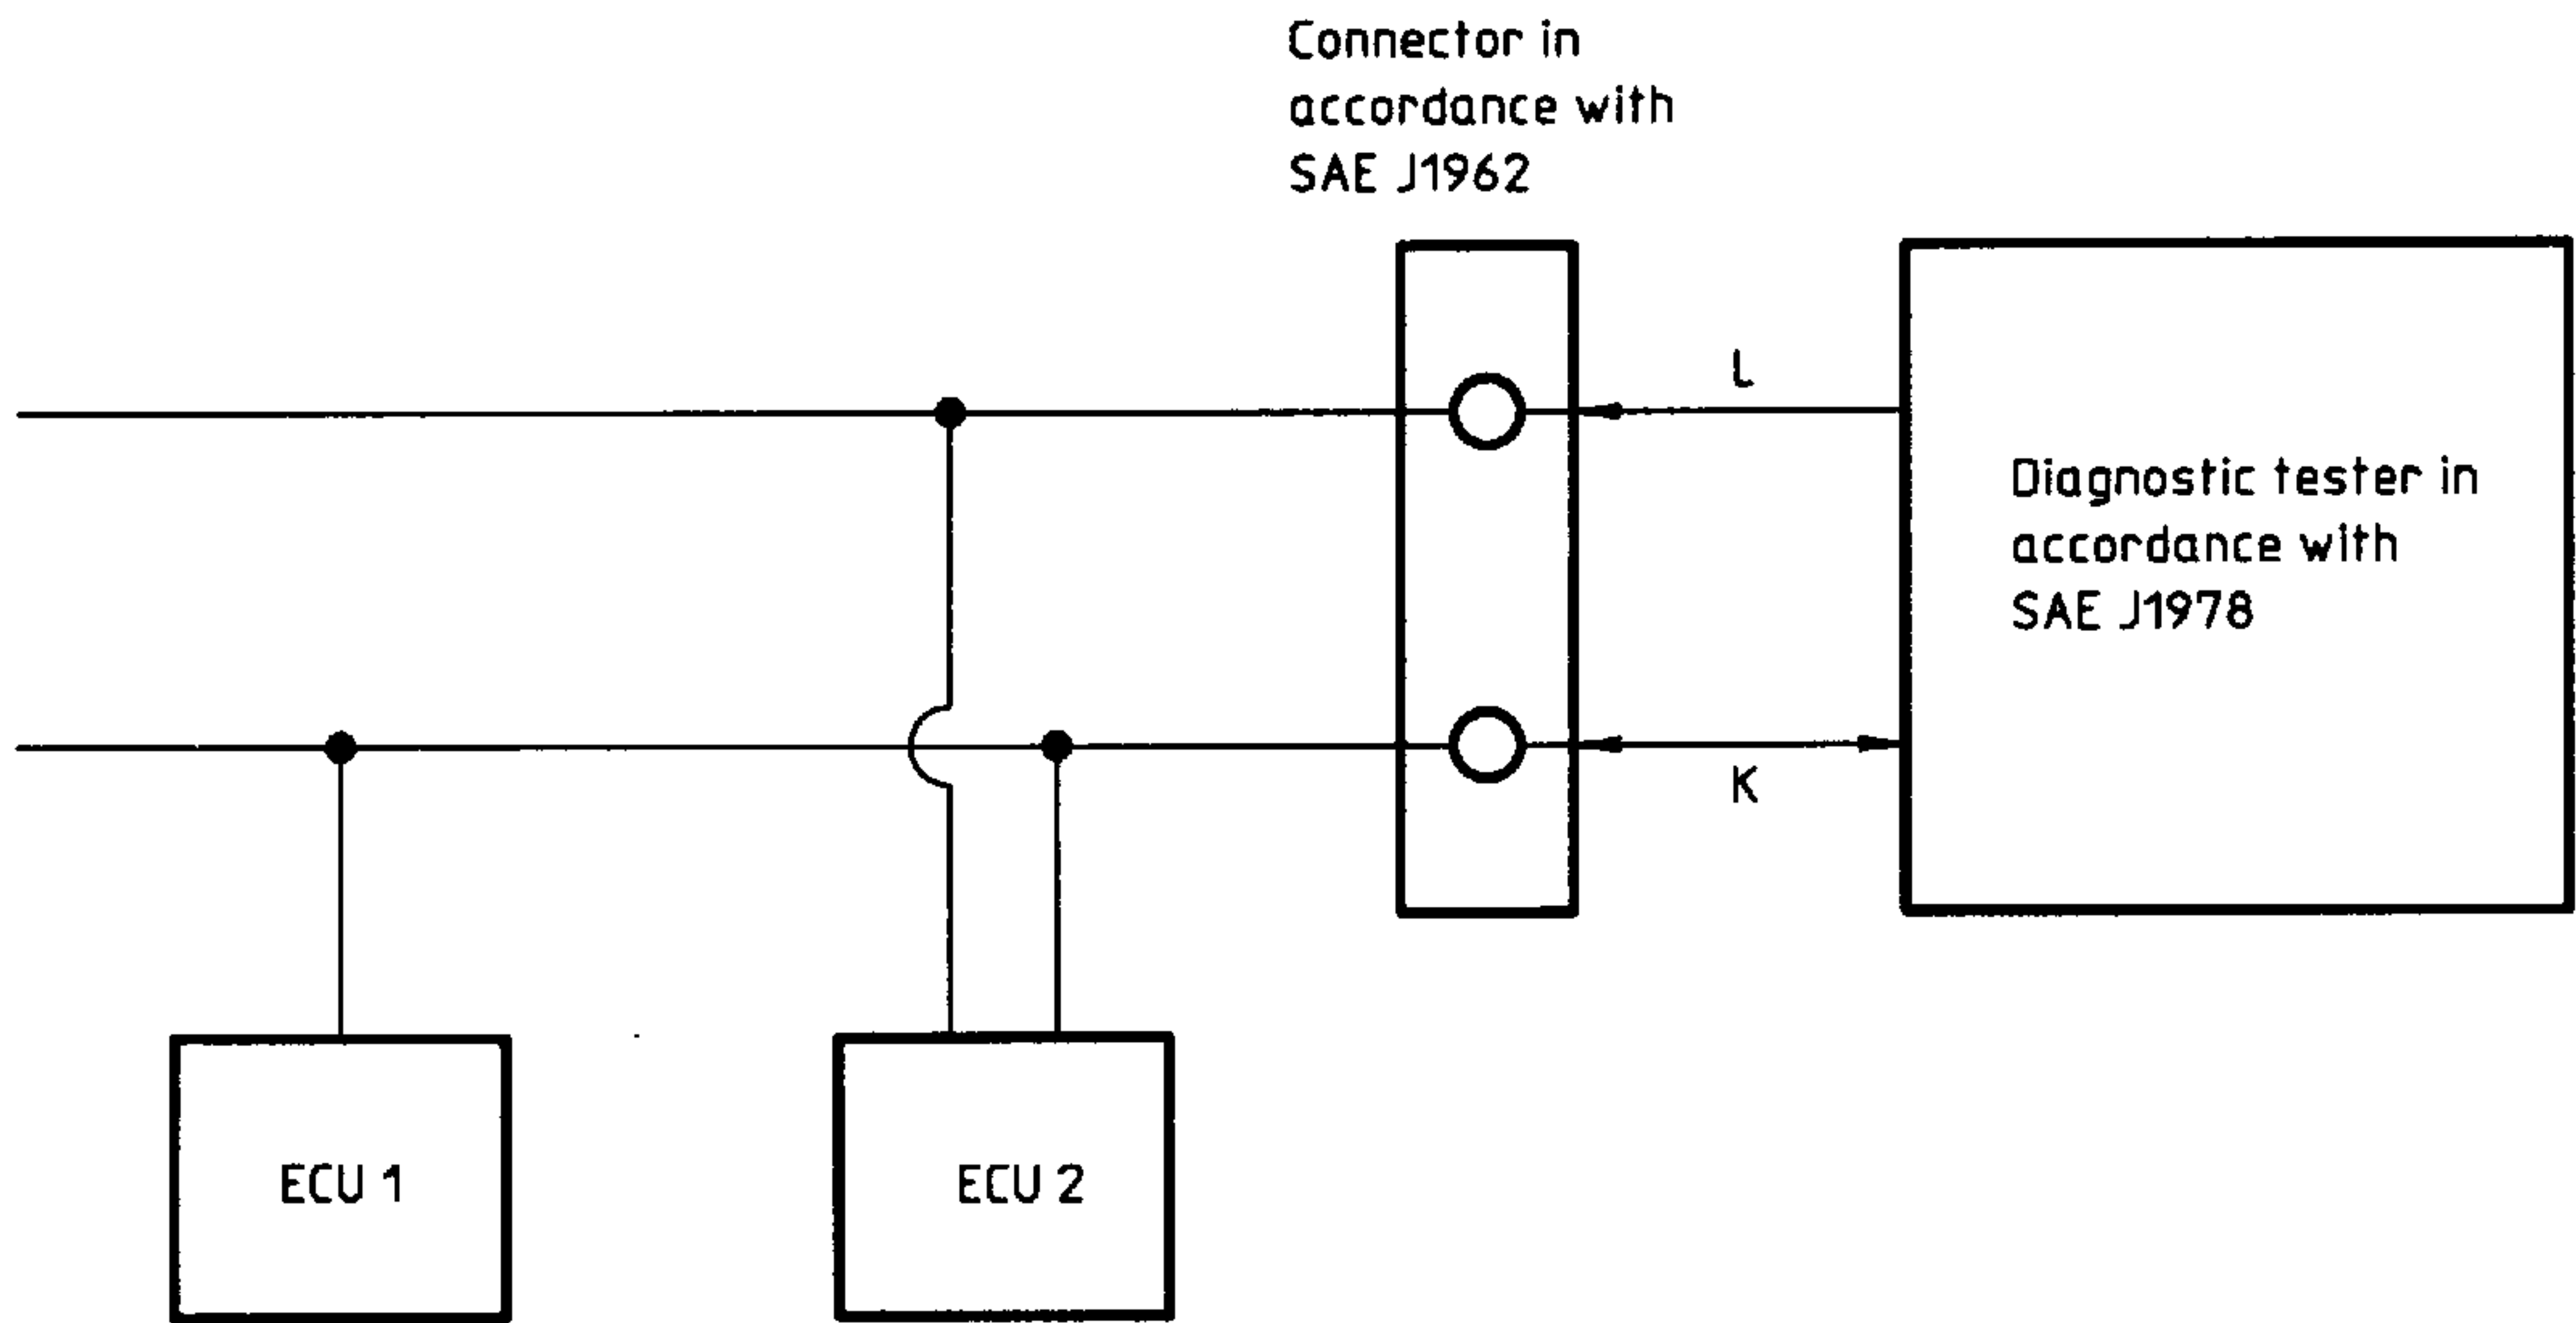 Connector in
accordance with
SAE J1962
L
Diagnostic tester in
accordance with
SAE J1978
K
ECU 1
ECU 2